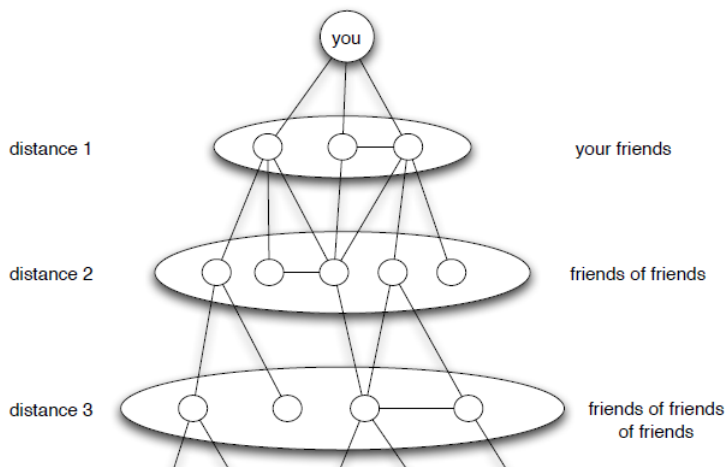 you
distance 1
your friends
distance 2
friends of friends
distance 3
friends of friends
of friends